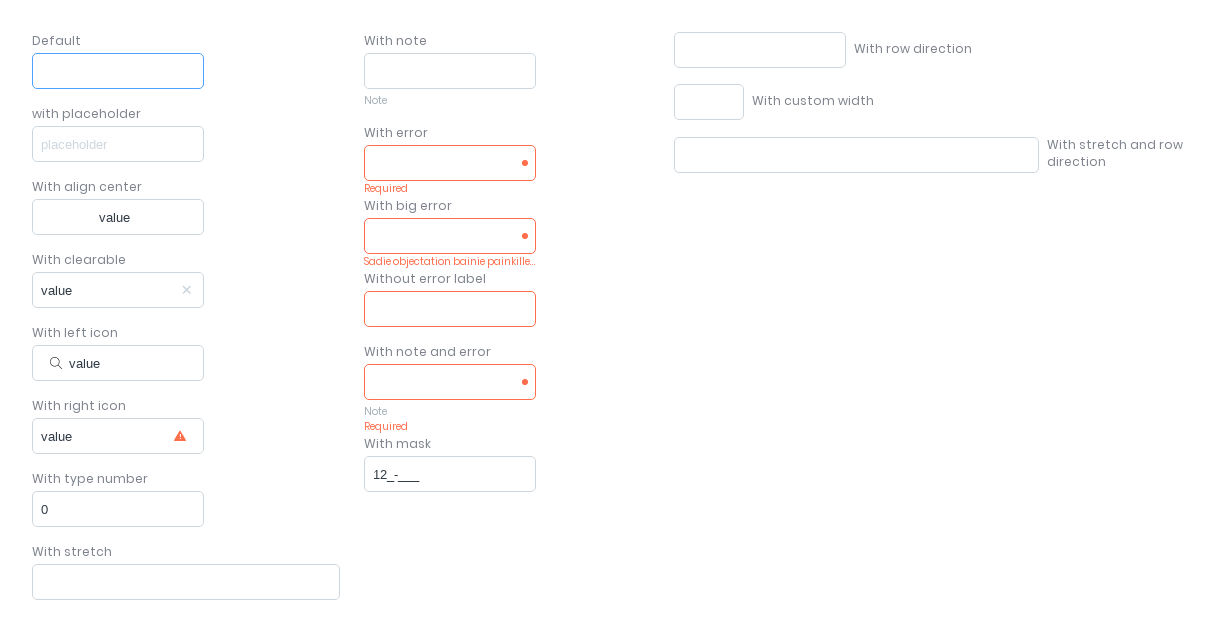 Default
with placeholder
placeholder
With align center
value
With clearable
value
With left icon
value
With right icon
value
With type number
0
With stretch
With note
Note
With error
Required
With big error
Sadie objectation bainie painkille...
Without error label
With note and error
Note
Required
With mask
12_-___
With row direction
With custom width
With stretch and row
direction